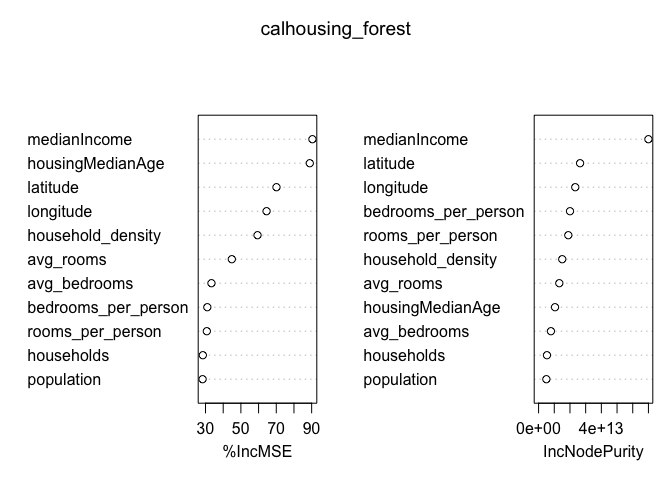 calhousing_forest
medianIncome
housingMedianAge
latitude
longitude
household_density
avg_rooms
avg_bedrooms
bedrooms_per_person
rooms_per_person
households
population
30 50 70 90
%IncMSE
medianIncome
latitude
longitude
bedrooms_per_person
rooms_per_person
household_density
avg_rooms
housingMedianAge
avg_bedrooms
households
population
0e+00 4e+13
IncNodePurity